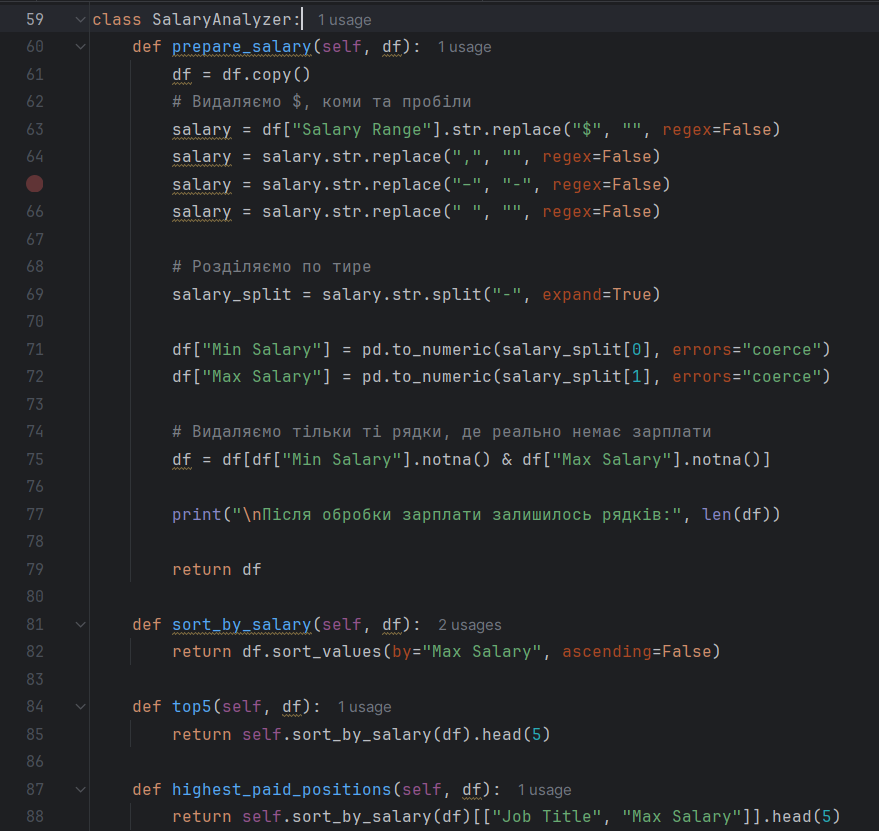 59 class SalaryAnalyzer: 1 usage
60 def prepare_salary(self, df): 1 usage
61 df = df.copy()
62 # Видаляємо $, коми та пробіли
63 salary = df["Salary Range"].str.replace("$", "", regex=False)
64 salary = salary.str.replace(",", "", regex=False)
salary = salary.str.replace("–", "-", regex=False)
66 salary = salary.str.replace(" ", "", regex=False)
67
68 # Розділяємо по тире
69 salary_split = salary.str.split("-", expand=True)
70
71 df["Min Salary"] = pd.to_numeric(salary_split[0], errors="coerce")
72 df["Max Salary"] = pd.to_numeric(salary_split[1], errors="coerce")
73
74 # Видаляємо тільки ті рядки, де реально немає зарплати
75 df = df[df["Min Salary"].notna() & df["Max Salary"].notna()]
76
77 print("\nПісля обробки зарплати залишилось рядків:", len(df))
78
79 return df
80
81 def sort_by_salary(self, df): 2 usages
82 return df.sort_values(by="Max Salary", ascending=False)
83
84 def top5(self, df): 1 usage
85 return self.sort_by_salary(df).head(5)
86
87 def highest_paid_positions(self, df): 1 usage
88 return self.sort_by_salary(df)[["Job Title", "Max Salary"]].head(5)